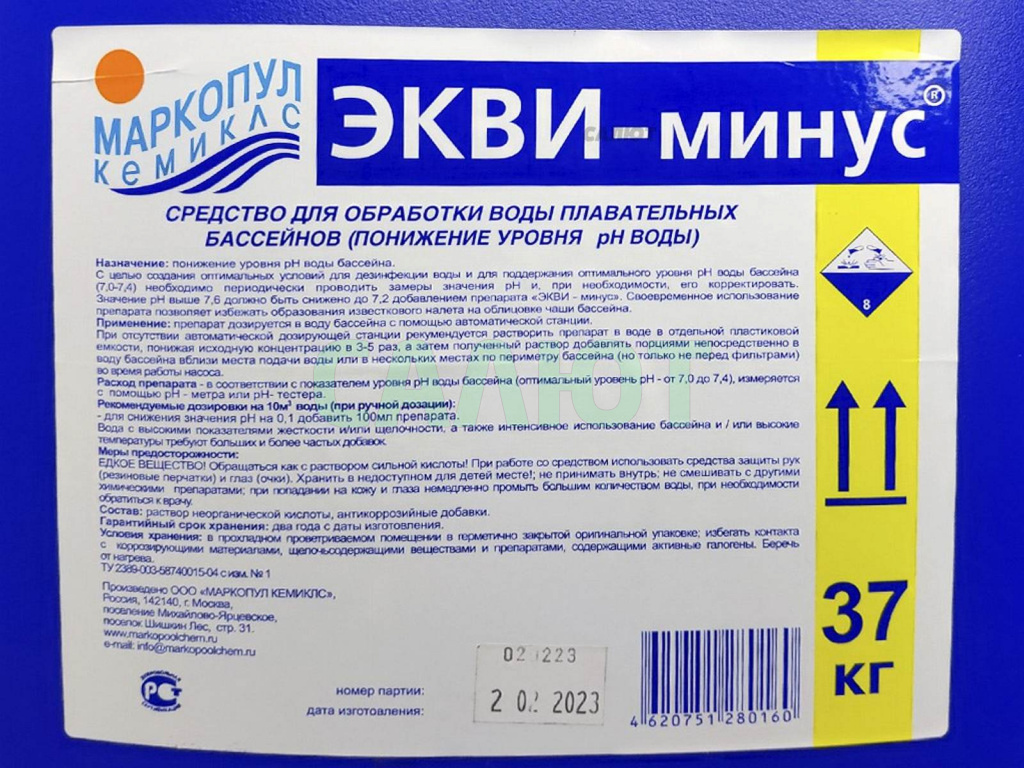 МАРКОПУЛ
КЕМИКЛС
ЭКВИ -минус®
СРЕДСТВО ДЛЯ ОБРАБОТКИ ВОДЫ ПЛАВАТЕЛЬНЫХ
БАССЕЙНОВ (ПОНИЖЕНИЕ УРОВНЯ pH ВОДЫ)
Назначение: понижение уровня pH воды бассейна.
С целью создания оптимальных условий для дезинфекции воды и для поддержания оптимального уровня pH воды бассейна
(7,0-7,4) необходимо периодически проводить замеры значения pH и, при необходимости, его корректировать.
Значение pH выше 7,6 должно быть снижено до 7,2 добавлением препарата «ЭКВИ - минус». Своевременное использование
препарата позволяет избежать образования известкового налета на облицовке чаши бассейна.
Применение: препарат дозируется в воду бассейна с помощью автоматической станции.
При отсутствии автоматической дозирующей станции рекомендуется растворить препарат в воде в отдельной пластиковой
емкости, понижая исходную концентрацию в 3-5 раз, а затем полученный раствор добавлять порциями непосредственно в
воду бассейна вблизи места подачи воды или в нескольких местах по периметру бассейна (но только не перед фильтрами)
во время работы насоса.
Расход препарата - в соответствии с показателем уровня pH воды бассейна (оптимальный уровень pH - от 7,0 до 7,4), измеряется
с помощью pH - метра или pH- тестера.
Рекомендуемые дозировки на 10м³ воды (при ручной дозации):
- для снижения значения pH на 0,1 добавить 100мл препарата.
Вода с высокими показателями жесткости и/или щелочности, а также интенсивное использование бассейна и / или высокие
температуры требуют больших и более частых добавок.
Меры предосторожности:
ЕДКОЕ ВЕЩЕСТВО! Обращаться как с раствором сильной кислоты! При работе со средством использовать средства защиты рук
(резиновые перчатки) и глаз (очки). Хранить в недоступном для детей месте!; не принимать внутрь; не смешивать с другими
химическими препаратами; при попадании на кожу и глаза немедленно промыть большим количеством воды, при необходимости
обратиться к врачу.
Состав: раствор неорганической кислоты, антикоррозийные добавки.
Гарантийный срок хранения: два года с даты изготовления.
Условия хранения: в прохладном проветриваемом помещении в герметично закрытой оригинальной упаковке; избегать контакта
с коррозирующими материалами, щелочьсодержащими веществами и препаратами, содержащими активные галогены. Беречь
от нагрева.
ТУ 2389-003-58740015-04 с изм. № 1
Произведено ООО «МАРКОПУЛ КЕМИКЛС»,
Россия, 142140, г. Москва,
поселение Михайлово-Ярцевское,
поселок Шишкин Лес, стр. 31.
www.markopoolchem.ru
e-mail: info@markopoolchem.ru
номер партии:
дата изготовления:
2 02 2023
4 620751 280160
8
37
кг
САЛЮТ